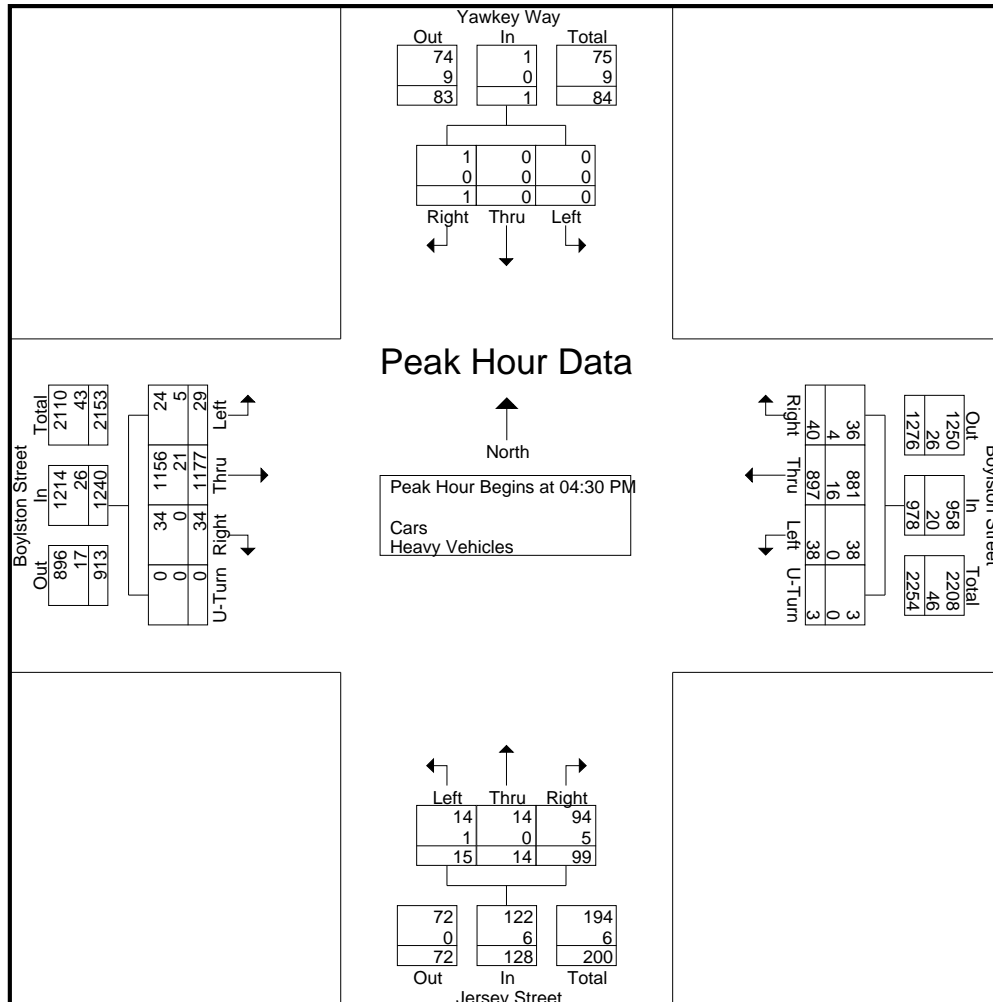 Yawkey Way
Out In Total
74 1 75
9 0 9
83 1 84
1 0 0
0 0 0
1 0 0
Right Thru Left
Peak Hour Data
North
Peak Hour Begins at 04:30 PM
Cars
Heavy Vehicles
Boylston Street
Total In Out
2110 1214 896
43 26 17
2153 1240 913
24 1156 34 0
5 21 0 0
29 1177 34 0
Left Thru Right U-Turn
Boylston Street
Out In Total
1250 958 2208
26 20 46
1276 978 2254
36 881 38 3
4 16 0 0
40 897 38 3
Right Thru Left U-Turn
Left Thru Right
14 14 94
1 0 5
15 14 99
72 122 194
0 6 6
72 128 200
Out In Total
Jersey Street